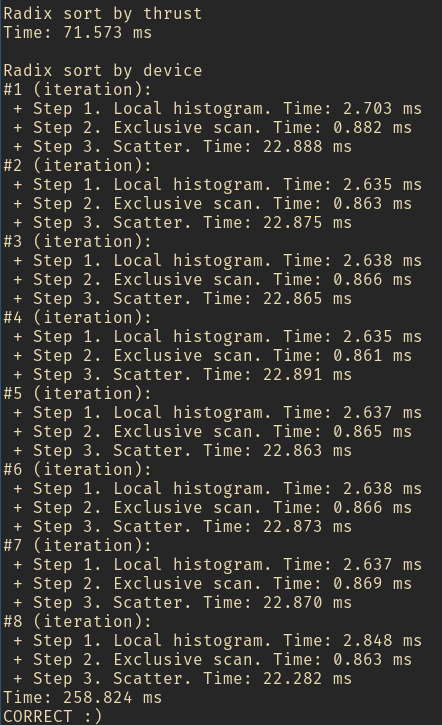 Radix sort by thrust
Time: 71.573 ms

Radix sort by device
#1 (iteration):
 + Step 1. Local histogram. Time: 2.703 ms
 + Step 2. Exclusive scan. Time: 0.882 ms
 + Step 3. Scatter. Time: 22.888 ms
#2 (iteration):
 + Step 1. Local histogram. Time: 2.635 ms
 + Step 2. Exclusive scan. Time: 0.863 ms
 + Step 3. Scatter. Time: 22.875 ms
#3 (iteration):
 + Step 1. Local histogram. Time: 2.638 ms
 + Step 2. Exclusive scan. Time: 0.866 ms
 + Step 3. Scatter. Time: 22.865 ms
#4 (iteration):
 + Step 1. Local histogram. Time: 2.635 ms
 + Step 2. Exclusive scan. Time: 0.861 ms
 + Step 3. Scatter. Time: 22.891 ms
#5 (iteration):
 + Step 1. Local histogram. Time: 2.637 ms
 + Step 2. Exclusive scan. Time: 0.865 ms
 + Step 3. Scatter. Time: 22.863 ms
#6 (iteration):
 + Step 1. Local histogram. Time: 2.638 ms
 + Step 2. Exclusive scan. Time: 0.866 ms
 + Step 3. Scatter. Time: 22.873 ms
#7 (iteration):
 + Step 1. Local histogram. Time: 2.637 ms
 + Step 2. Exclusive scan. Time: 0.869 ms
 + Step 3. Scatter. Time: 22.870 ms
#8 (iteration):
 + Step 1. Local histogram. Time: 2.848 ms
 + Step 2. Exclusive scan. Time: 0.863 ms
 + Step 3. Scatter. Time: 22.282 ms
Time: 258.824 ms
CORRECT :)